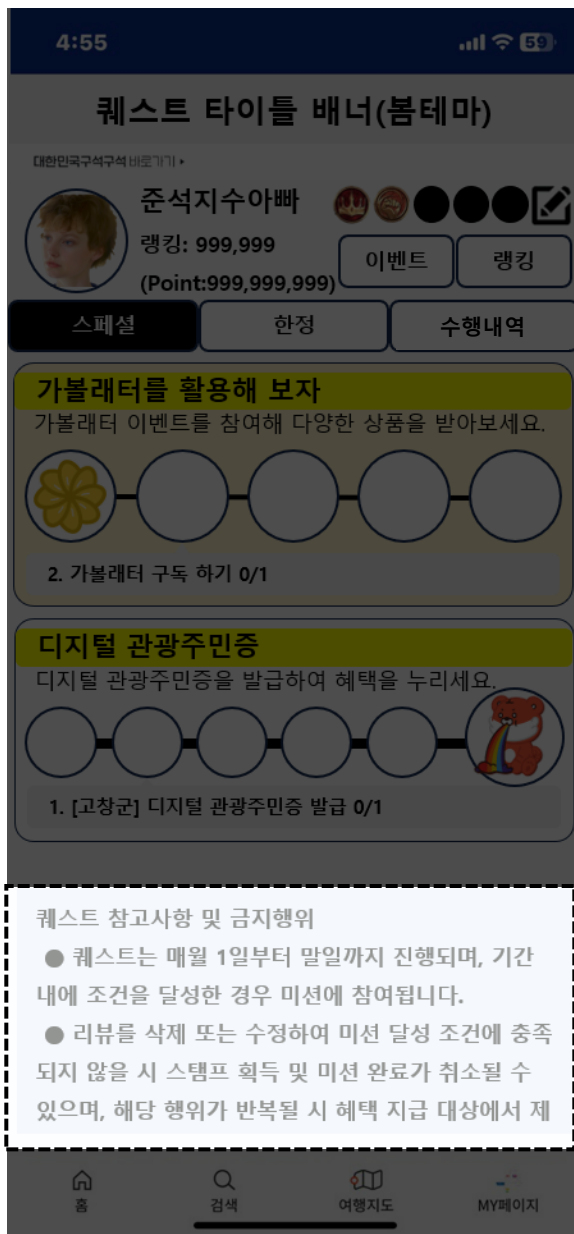 4:55
59
퀘스트 타이틀 배너(봄테마)
대한민국구석구석 바로가기
준석지수아빠
랭킹: 999,999
(Point:999,999,999)
이벤트
랭킹
스페셜
한정
수행내역
가볼래터를 활용해 보자
가볼래터 이벤트를 참여해 다양한 상품을 받아보세요.
2. 가볼래터 구독 하기 0/1
디지털 관광주민증
디지털 관광주민증을 발급하여 혜택을 누리세요.
1. [고창군] 디지털 관광주민증 발급 0/1
퀘스트 참고사항 및 금지행위
● 퀘스트는 매월 1일부터 말일까지 진행되며, 기간
내에 조건을 달성한 경우 미션에 참여됩니다.
● 리뷰를 삭제 또는 수정하여 미션 달성 조건에 충족
되지 않을 시 스탬프 획득 및 미션 완료가 취소될 수
있으며, 해당 행위가 반복될 시 혜택 지급 대상에서 제
홈
검색
여행지도
MY페이지